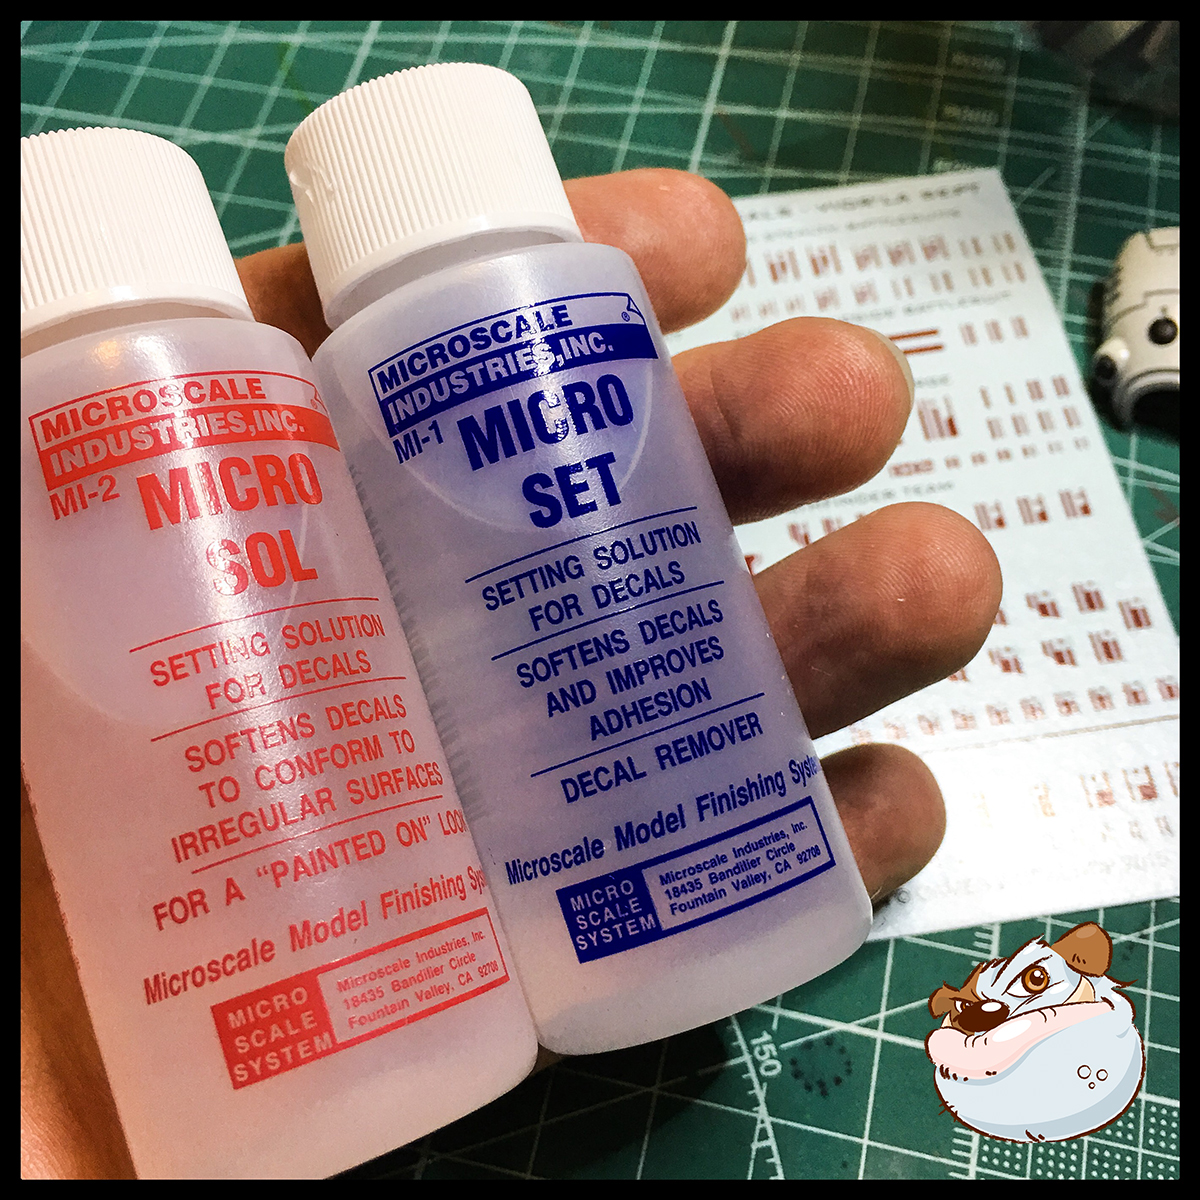 MICROSCALE
INDUSTRIES, INC.
MI-2 MICRO
SOL
SETTING SOLUTION
FOR DECALS
SOFTENS DECALS
TO CONFORM TO
IRREGULAR SURFACES
FOR A "PAINTED ON" LOOK
Microscale Model Finishing Syst
MICRO
SCALE
SYSTEM
Microscale Industries, Inc.
18435 Bandilier Circle
Fountain Valley, CA 92708
MICROSCALE
INDUSTRIES, INC.
®
MI-1 MICRO
SET
SETTING SOLUTION
FOR DECALS
SOFTENS DECALS
AND IMPROVES
ADHESION
DECAL REMOVER
Microscale Model Finishing Syste
MICRO
SCALE
SYSTEM
Microscale Industries, Inc.
18435 Bandilier Circle
Fountain Valley, CA 92708
150